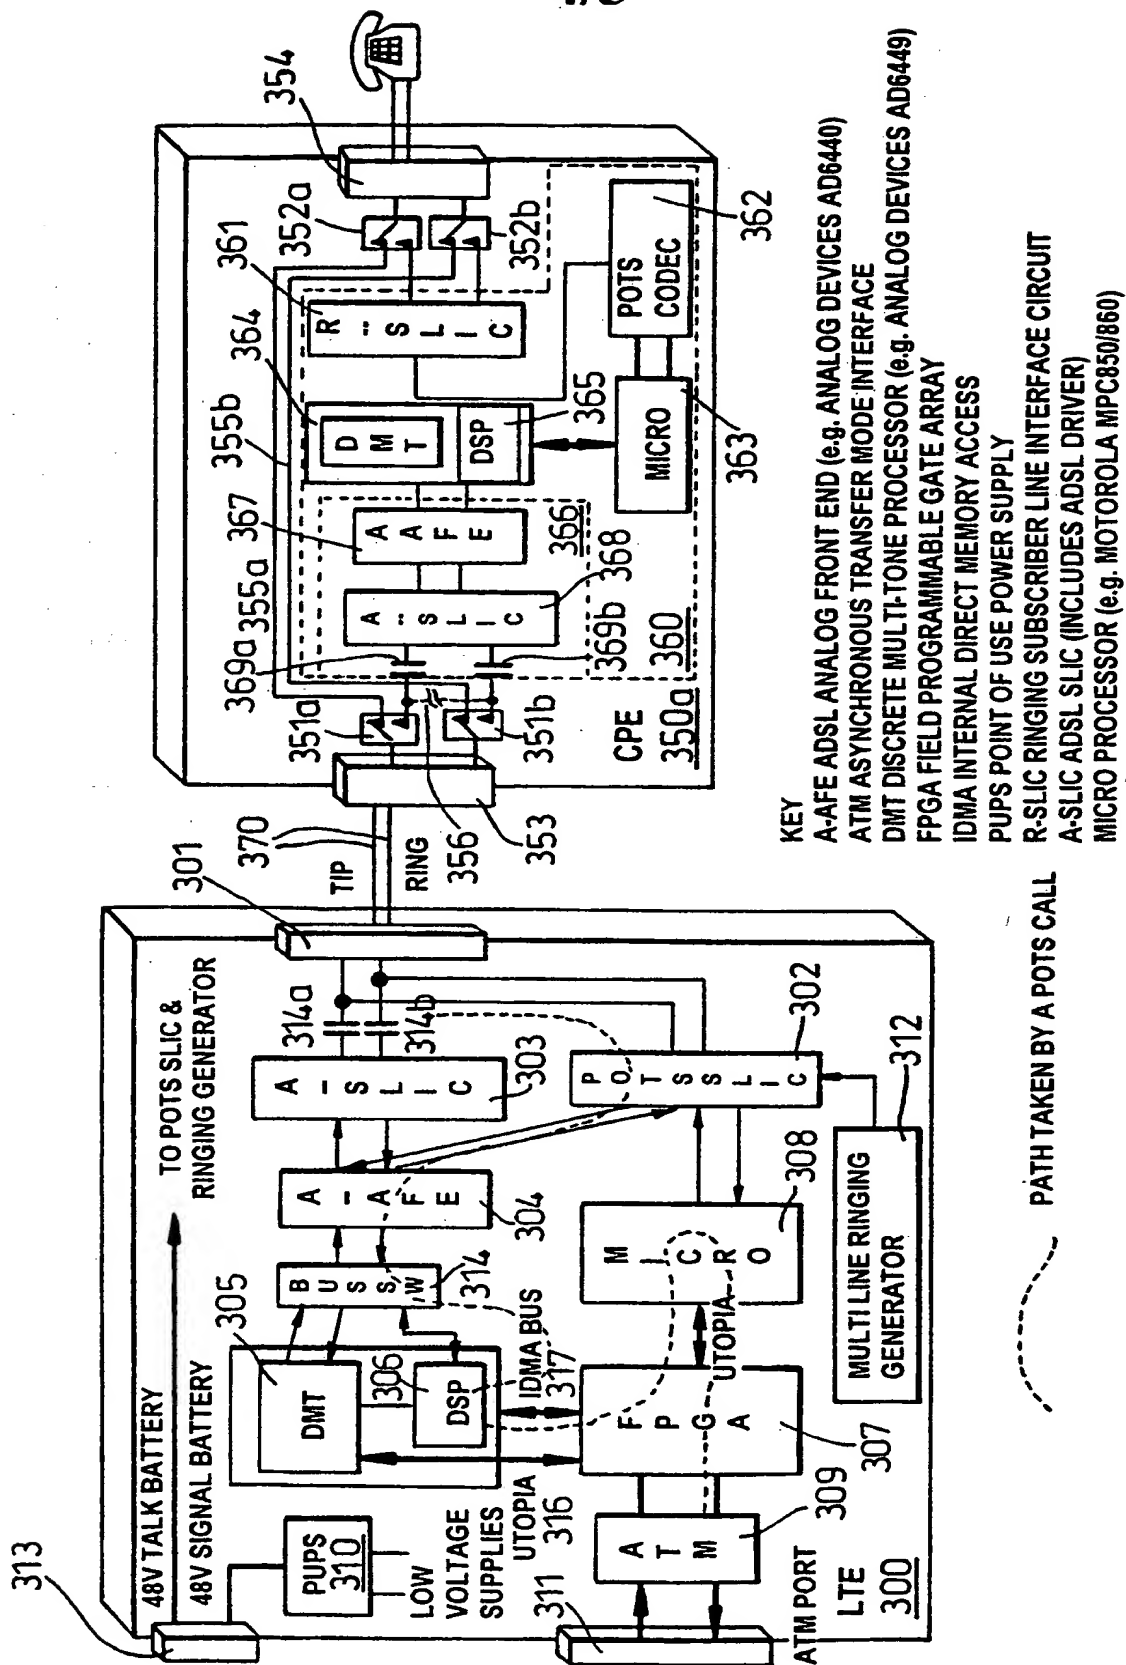 313
48V TALK BATTERY
48V SIGNAL BATTERY
TO POTS SLIC &
RINGING GENERATOR
PUPS
310
LOW
VOLTAGE
SUPPLIES
305
DMT
306
DSP
BUSSW
314
A-AFE
304
A-SLIC
303
314a
314b
301
TIP
RING
370
UTOPIA
316
IDMA BUS
317
311
ATM PORT
ATM
309
FPGA
307
UTOPIA
MICRO
308
POTSSLIC
302
MULTI LINE RINGING
GENERATOR
312
LTE
300
353
356
351a
351b
369a
369b
355a
355b
A-SLIC
368
AAFE
367
366
364
DMT
DSP
365
361
R-SLIC
352a
352b
354
MICRO
363
POTS
CODEC
362
360
CPE
350a
PATH TAKEN BY A POTS CALL
KEY
A-AFE ADSL ANALOG FRONT END (e.g. ANALOG DEVICES AD6440)
ATM ASYNCHRONOUS TRANSFER MODE INTERFACE
DMT DISCRETE MULTI-TONE PROCESSOR (e.g. ANALOG DEVICES AD6449)
FPGA FIELD PROGRAMMABLE GATE ARRAY
IDMA INTERNAL DIRECT MEMORY ACCESS
PUPS POINT OF USE POWER SUPPLY
R-SLIC RINGING SUBSCRIBER LINE INTERFACE CIRCUIT
A-SLIC ADSL SLIC (INCLUDES ADSL DRIVER)
MICRO PROCESSOR (e.g. MOTOROLA MPC850/860)